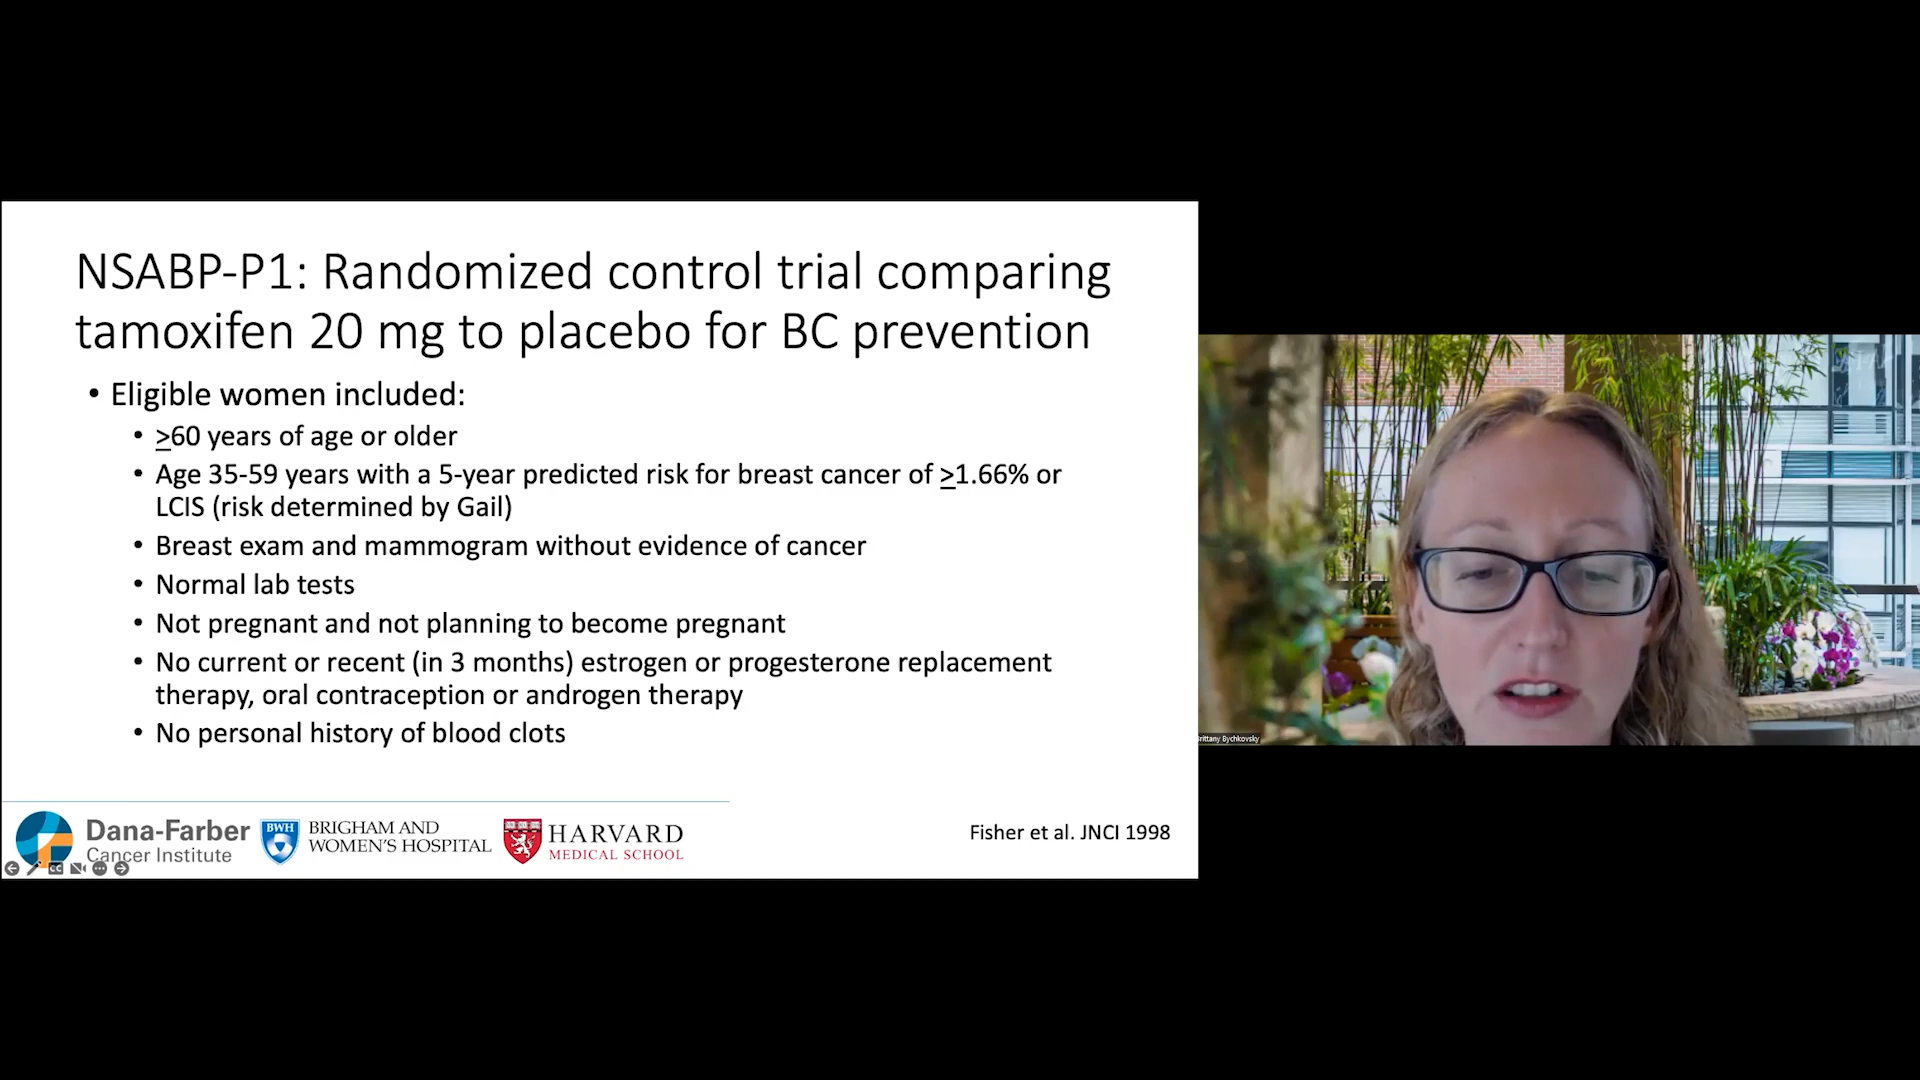 NSABP-P1: Randomized control trial comparing
tamoxifen 20 mg to placebo for BC prevention
• Eligible women included:
• ≥60 years of age or older
• Age 35-59 years with a 5-year predicted risk for breast cancer of ≥1.66% or
LCIS (risk determined by Gail)
• Breast exam and mammogram without evidence of cancer
• Normal lab tests
• Not pregnant and not planning to become pregnant
• No current or recent (in 3 months) estrogen or progesterone replacement
therapy, oral contraception or androgen therapy
• No personal history of blood clots
Dana-Farber
Cancer Institute
BWH
BRIGHAM AND
WOMEN'S HOSPITAL
HARVARD
MEDICAL SCHOOL
Fisher et al. JNCI 1998
CC
Brittany Bychkovsky